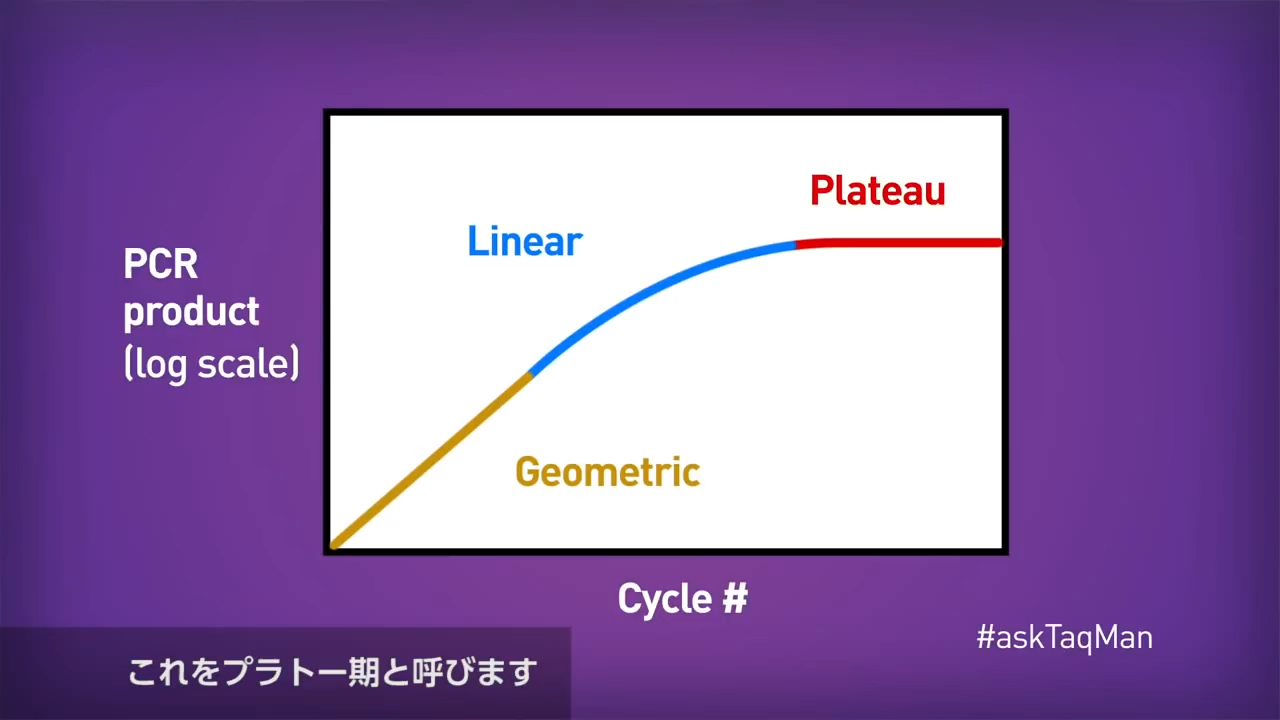 Plateau
Linear
PCR
product
(log scale)
Geometric
Cycle #
#askTaqMan
これをプラトー期と呼びます